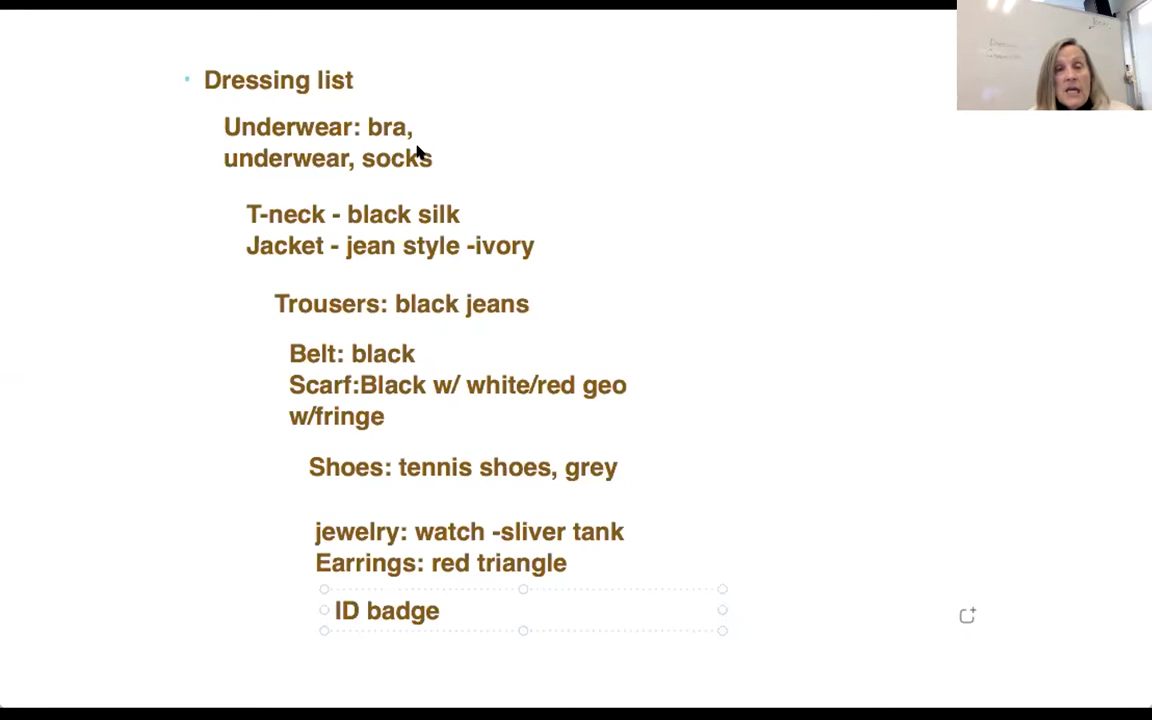 Dressing list
Underwear: bra,
underwear, socks
T-neck - black silk
Jacket - jean style -ivory
Trousers: black jeans
Belt: black
Scarf:Black w/ white/red geo
w/fringe
Shoes: tennis shoes, grey
jewelry: watch -sliver tank
Earrings: red triangle
ID badge